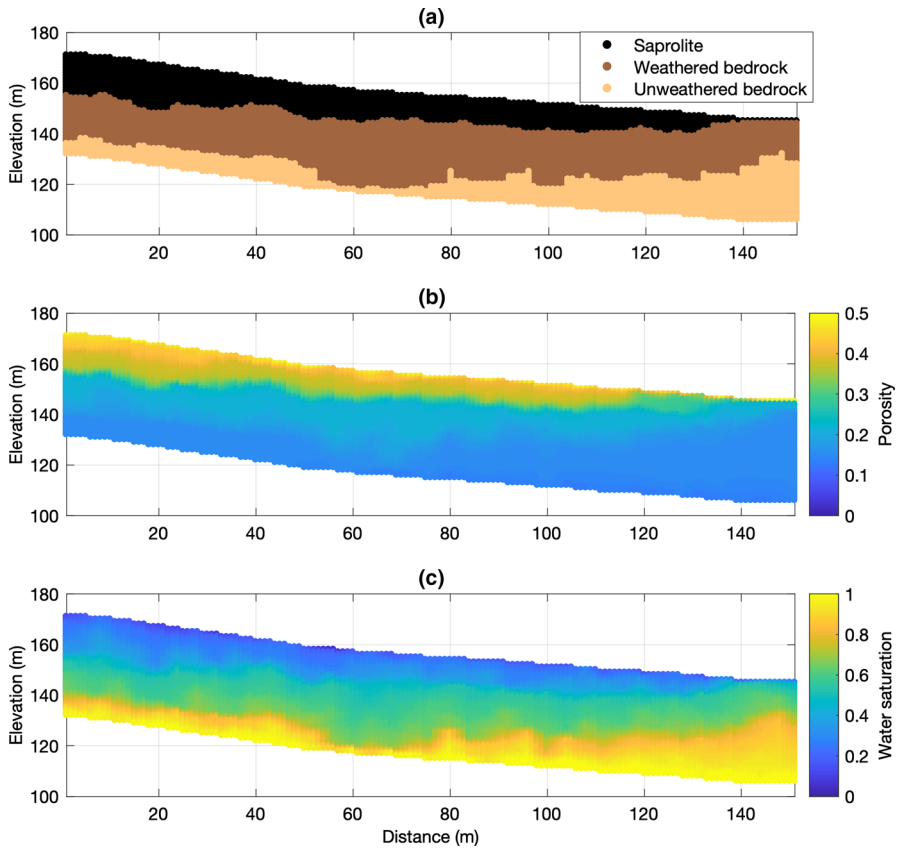 (a)
180
160
140
120
100
Elevation (m)
Saprolite
Weathered bedrock
Unweathered bedrock
20 40 60 80 100 120 140
(b)
180
160
140
120
100
Elevation (m)
20 40 60 80 100 120 140
0.5
0.4
0.3
0.2
0.1
0
Porosity
(c)
180
160
140
120
100
Elevation (m)
20 40 60 80 100 120 140
Distance (m)
1
0.8
0.6
0.4
0.2
0
Water saturation